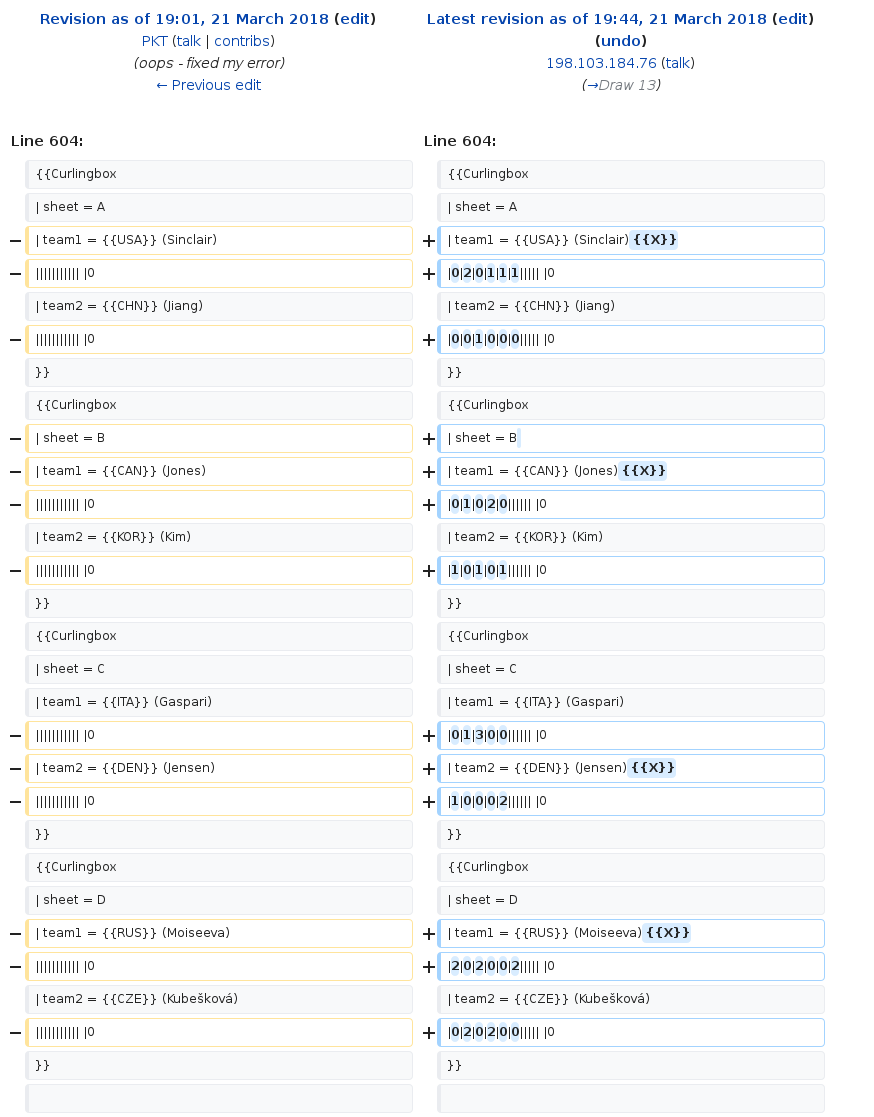 Revision as of 19:01, 21 March 2018 (edit)
PKT (talk | contribs)
(oops - fixed my error)
← Previous edit
Line 604:
{{Curlingbox
| sheet = A
− | team1 = {{USA}} (Sinclair)
− ||||||||||| |0
| team2 = {{CHN}} (Jiang)
− ||||||||||| |0
}}
{{Curlingbox
− | sheet = B
− | team1 = {{CAN}} (Jones)
− ||||||||||| |0
| team2 = {{KOR}} (Kim)
− ||||||||||| |0
}}
{{Curlingbox
| sheet = C
| team1 = {{ITA}} (Gaspari)
− ||||||||||| |0
− | team2 = {{DEN}} (Jensen)
− ||||||||||| |0
}}
{{Curlingbox
| sheet = D
− | team1 = {{RUS}} (Moiseeva)
− ||||||||||| |0
| team2 = {{CZE}} (Kubešková)
− ||||||||||| |0
}}
Latest revision as of 19:44, 21 March 2018 (edit)
(undo)
198.103.184.76 (talk)
(→Draw 13)
Line 604:
{{Curlingbox
| sheet = A
+ | team1 = {{USA}} (Sinclair) {{X}}
+ |0|2|0|1|1|1||||| |0
| team2 = {{CHN}} (Jiang)
+ |0|0|1|0|0|0||||| |0
}}
{{Curlingbox
+ | sheet = B
+ | team1 = {{CAN}} (Jones) {{X}}
+ |0|1|0|2|0|||||| |0
| team2 = {{KOR}} (Kim)
+ |1|0|1|0|1|||||| |0
}}
{{Curlingbox
| sheet = C
| team1 = {{ITA}} (Gaspari)
+ |0|1|3|0|0|||||| |0
+ | team2 = {{DEN}} (Jensen) {{X}}
+ |1|0|0|0|2|||||| |0
}}
{{Curlingbox
| sheet = D
+ | team1 = {{RUS}} (Moiseeva) {{X}}
+ |2|0|2|0|0|2||||| |0
| team2 = {{CZE}} (Kubešková)
+ |0|2|0|2|0|0||||| |0
}}